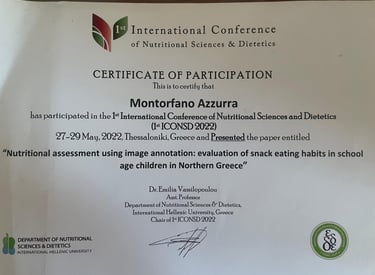 1st International Conference
of Nutritional Sciences & Dietetics
CERTIFICATE OF PARTICIPATION
This is to certify that
Montorfano Azzurra
has participated in the 1st International Conference of Nutritional Sciences and Dietetics
(1st ICONSD 2022)
27-29 May, 2022, Thessaloniki, Greece and Presented the paper entitled
"Nutritional assessment using image annotation: evaluation of snack eating habits in school
age children in Northern Greece"
Dr. Emilia Vassilopoulou
Asst Professor
Department of Nutritional Sciences & Dietetics,
International Hellenic University, Greece
Chair of 1st ICONSD 2022
DEPARTMENT OF NUTRITIONAL
SCIENCES & DIETETICS
INTERNATIONAL HELLENIC UNIVERSITY